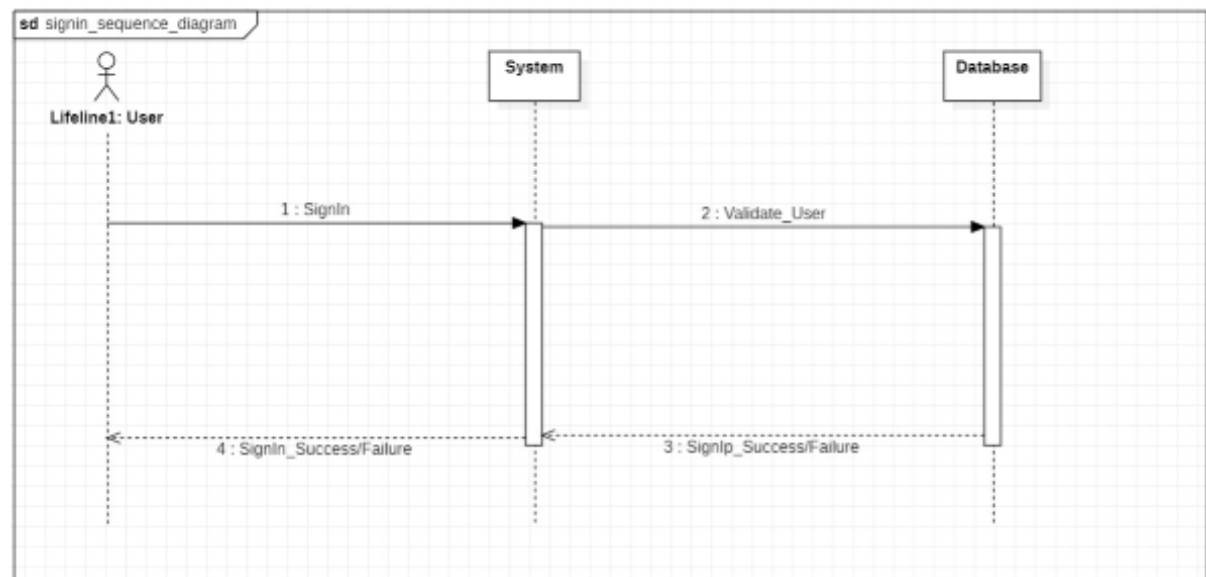 sd signin_sequence_diagram
System
Database
Lifeline1: User
1 : SignIn
2 : Validate_User
4 : SignIn_Success/Failure
3 : SignIp_Success/Failure